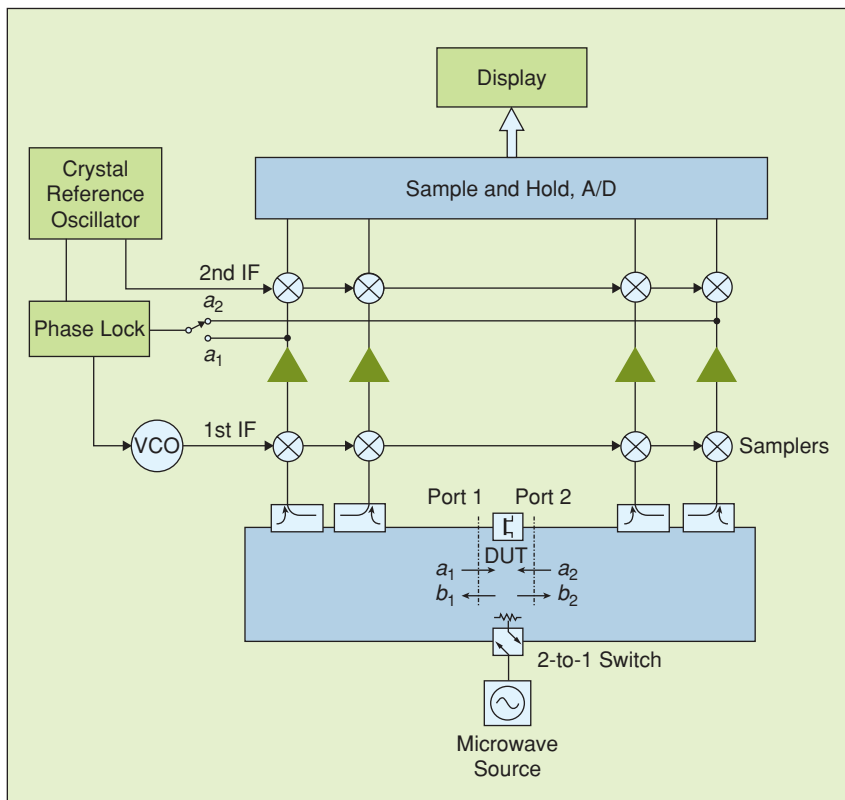 Display
Crystal
Reference
Oscillator
Sample and Hold, A/D
2nd IF
a2
Phase Lock
a1
VCO
1st IF
Samplers
Port 1
Port 2
DUT
a1
a2
b1
b2
2-to-1 Switch
Microwave
Source